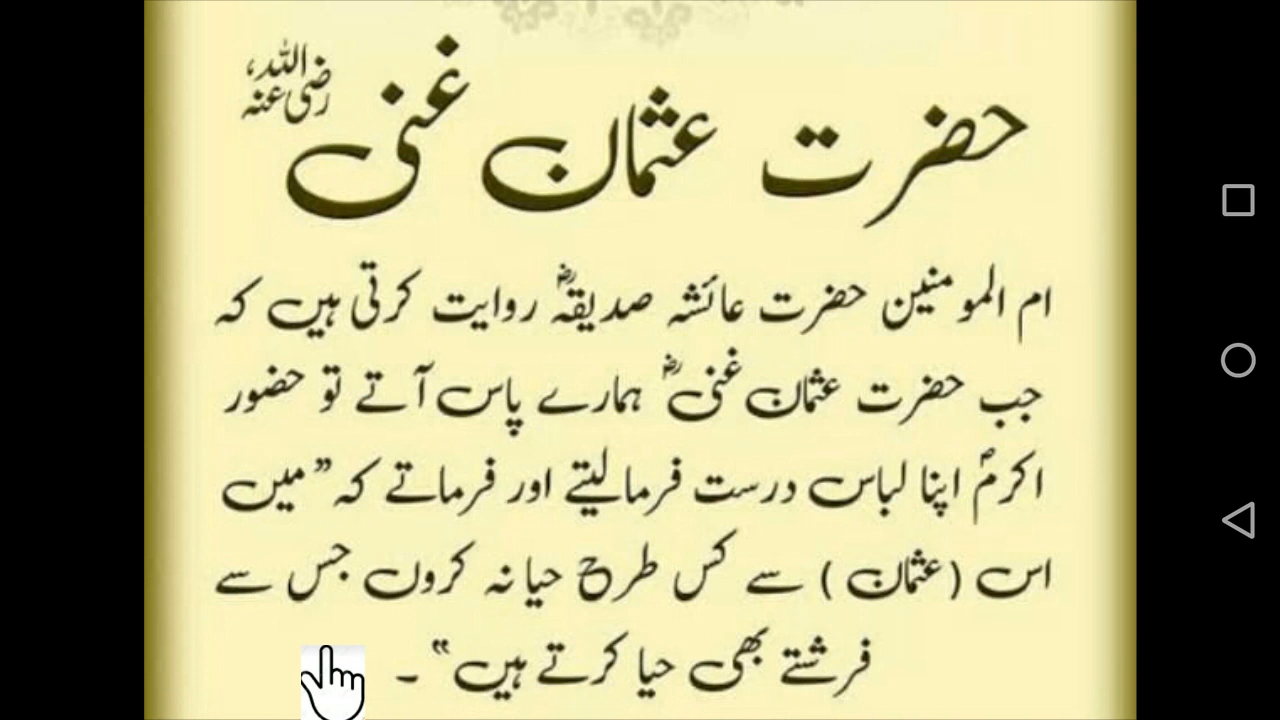 حضرت عثمان غنی رضی اللہ عنہ
ام المومنین حضرت عائشہ صدیقہؓ روایت کرتی ہیں کہ
جب حضرت عثمان غنیؓ ہمارے پاس آتے تو حضور
اکرمؐ اپنا لباس درست فرمالیتے اور فرماتے کہ ”میں
اس (عثمان) سے کس طرح حیا نہ کروں جس سے
فرشتے بھی حیا کرتے ہیں“۔